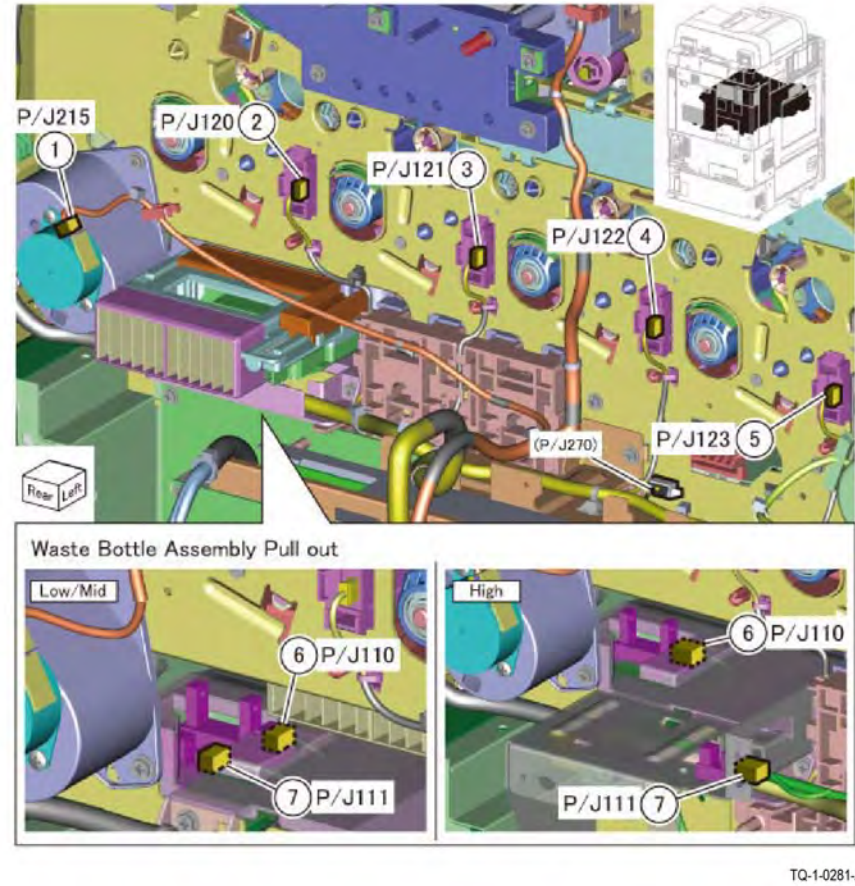 P/J215
1
P/J120 2
P/J121 3
P/J122 4
P/J123 5
(P/J270)
Rear Left
Waste Bottle Assembly Pull out
Low/Mid
6 P/J110
7 P/J111
High
6 P/J110
P/J111 7
TQ-1-0281-